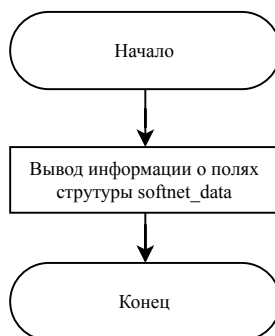 Начало
Вывод информации о полях
струтуры softnet_data
Конец